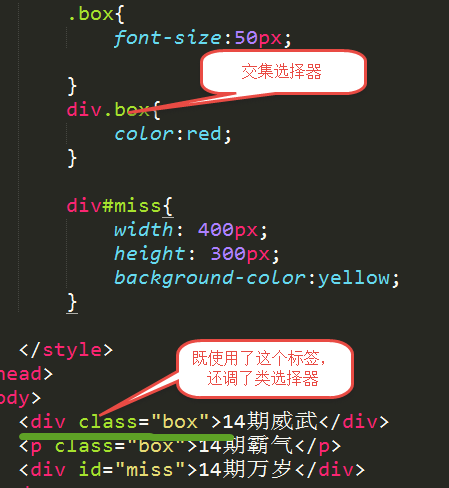 .box{
font-size:50px;
交集选择器
}
div.box{
color:red;
}
div#miss{
width: 400px;
height: 300px;
background-color:yellow;
}
</style>
既使用了这个标签，
还调了类选择器
head>
ody>
<div class="box">14期威武</div>
<p class="box">14期霸气</p>
<div id="miss">14期万岁</div>